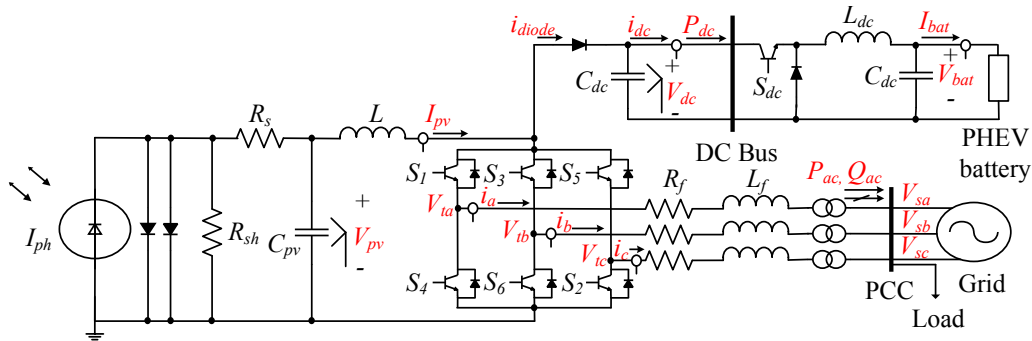 i_diode
i_dc
P_dc
L_dc
I_bat
C_dc
+
V_dc
-
S_dc
C_dc
+
V_bat
-
DC Bus
PHEV
battery
R_s
L
I_pv
S_1
S_3
S_5
R_f
L_f
P_ac, Q_ac
V_ta
i_a
V_sa
V_tb
i_b
V_sb
V_tc
i_c
V_sc
I_ph
R_sh
C_pv
+
V_pv
-
S_4
S_6
S_2
PCC
Grid
Load